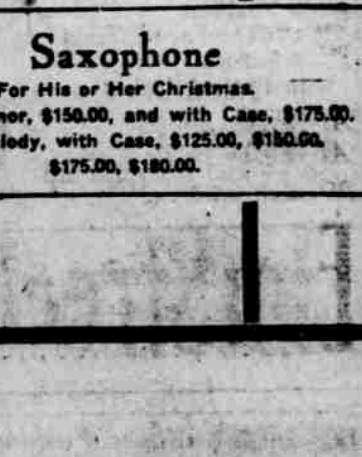 Saxophone
For His or Her Christmas.
nor, $150.00, and with Case, $175.00.
lody, with Case, $125.00, $150.00,
$175.00, $180.00.